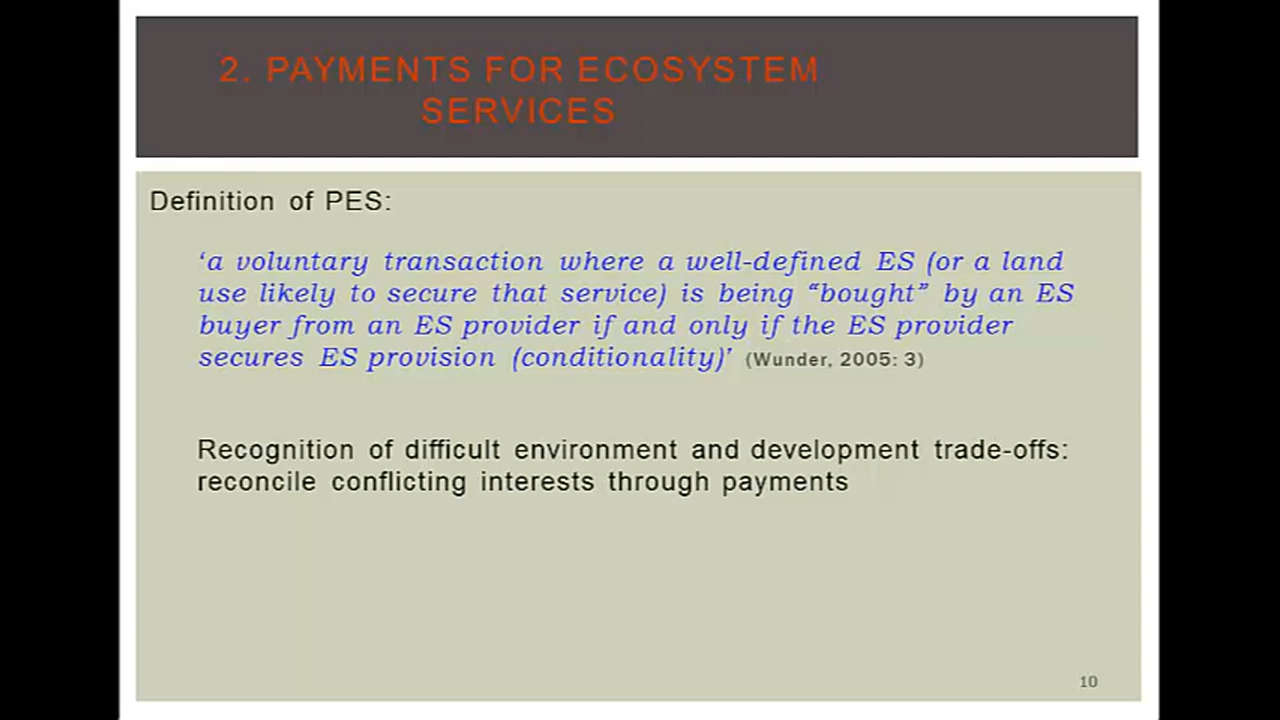 2. PAYMENTS FOR ECOSYSTEM
SERVICES
Definition of PES:
‘a voluntary transaction where a well-defined ES (or a land
use likely to secure that service) is being “bought” by an ES
buyer from an ES provider if and only if the ES provider
secures ES provision (conditionality)’ (Wunder, 2005: 3)
Recognition of difficult environment and development trade-offs:
reconcile conflicting interests through payments
10